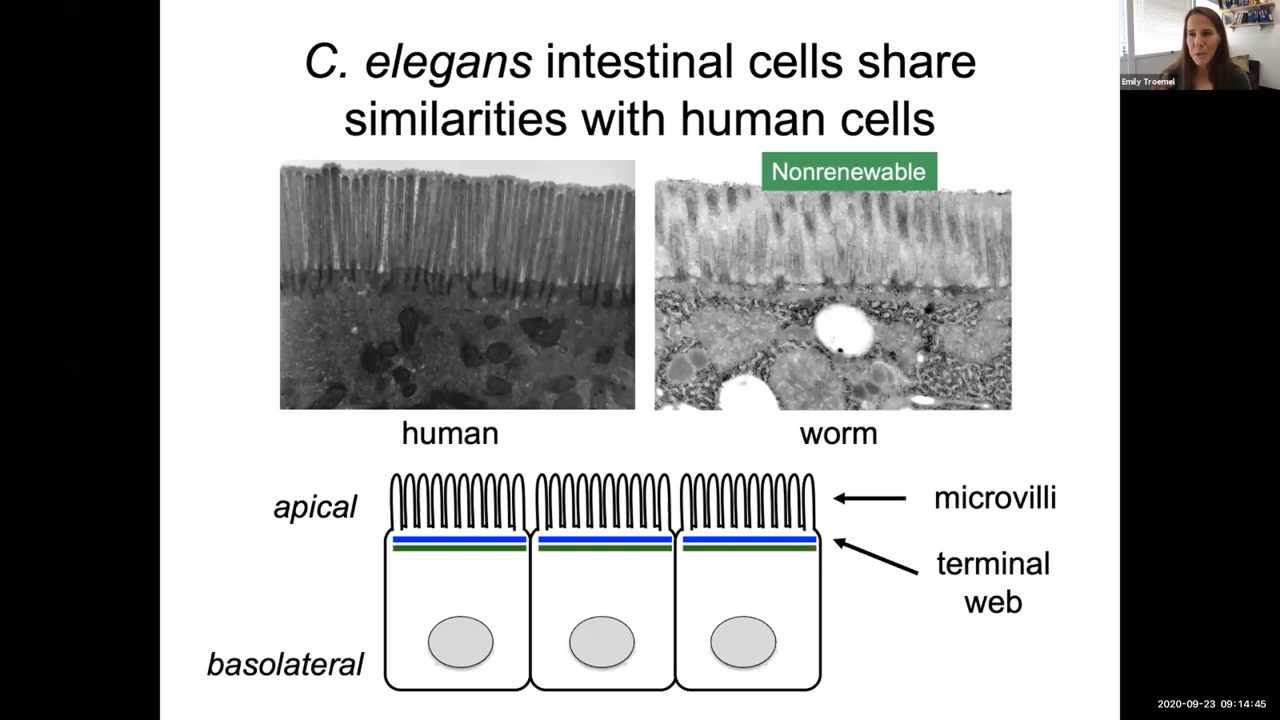 C. elegans intestinal cells share
similarities with human cells
Emily Troemel
Nonrenewable
human
worm
apical
microvilli
terminal
web
basolateral
2020-09-23 09:14:45